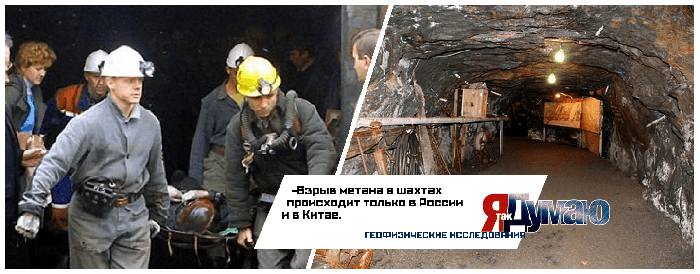 -Взрыв метана в шахтах
происходит только в России
и в Китае.
Я так Думаю
ГЕОФИЗИЧЕСКИЕ ИССЛЕДОВАНИЯ